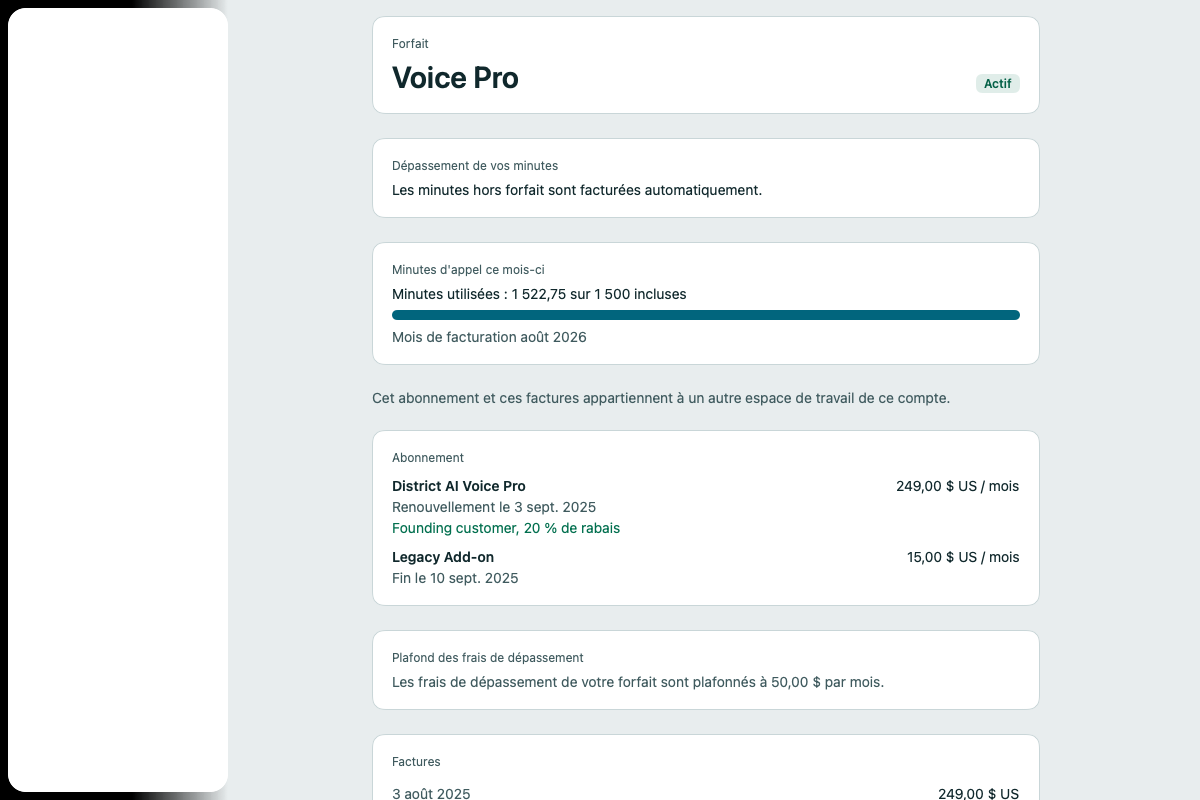 Forfait
Voice Pro
Actif
Dépassement de vos minutes
Les minutes hors forfait sont facturées automatiquement.
Minutes d'appel ce mois-ci
Minutes utilisées : 1 522,75 sur 1 500 incluses
Mois de facturation août 2026
Cet abonnement et ces factures appartiennent à un autre espace de travail de ce compte.
Abonnement
District AI Voice Pro 249,00 $ US / mois
Renouvellement le 3 sept. 2025
Founding customer, 20 % de rabais
Legacy Add-on 15,00 $ US / mois
Fin le 10 sept. 2025
Plafond des frais de dépassement
Les frais de dépassement de votre forfait sont plafonnés à 50,00 $ par mois.
Factures
3 août 2025 249,00 $ US